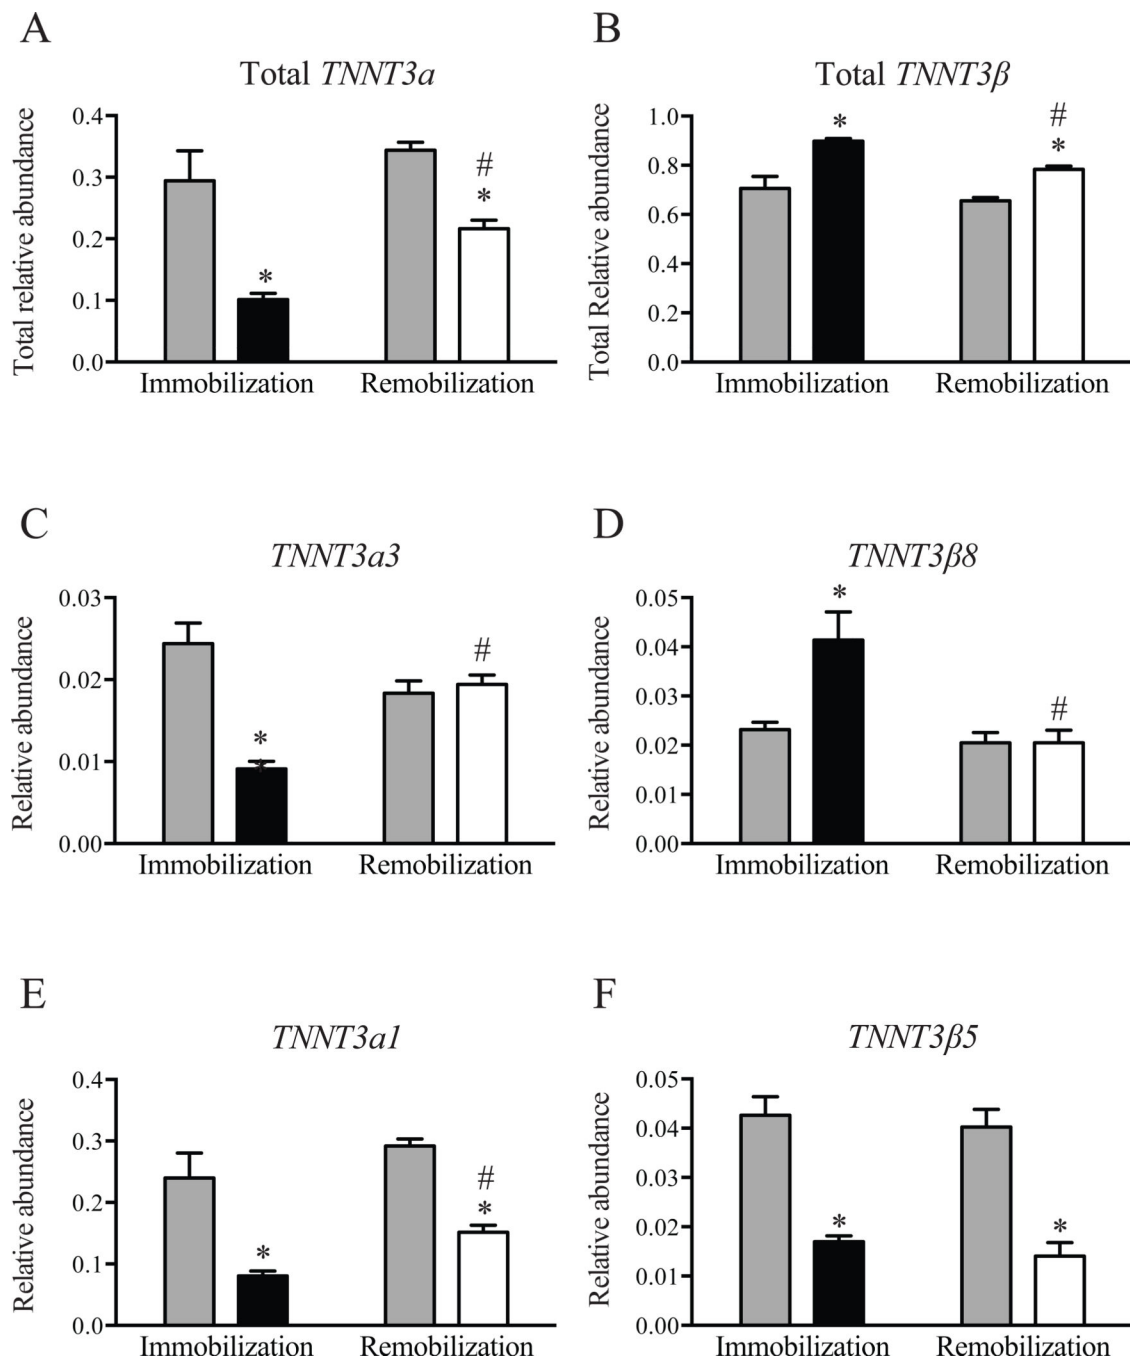 A
Total TNNT3a
Total relative abundance
0.4
0.3
0.2
0.1
0.0
*
#
*
Immobilization
Remobilization
B
Total TNNT3β
Total Relative abundance
1.0
0.8
0.6
0.4
0.2
0.0
*
#
*
Immobilization
Remobilization
C
TNNT3a3
Relative abundance
0.03
0.02
0.01
0.00
*
*
#
Immobilization
Remobilization
D
TNNT3β8
Relative abundance
0.05
0.04
0.03
0.02
0.01
0.00
*
#
Immobilization
Remobilization
E
TNNT3a1
Relative abundance
0.4
0.3
0.2
0.1
0.0
*
#
*
Immobilization
Remobilization
F
TNNT3β5
Relative abundance
0.05
0.04
0.03
0.02
0.01
0.00
*
*
Immobilization
Remobilization